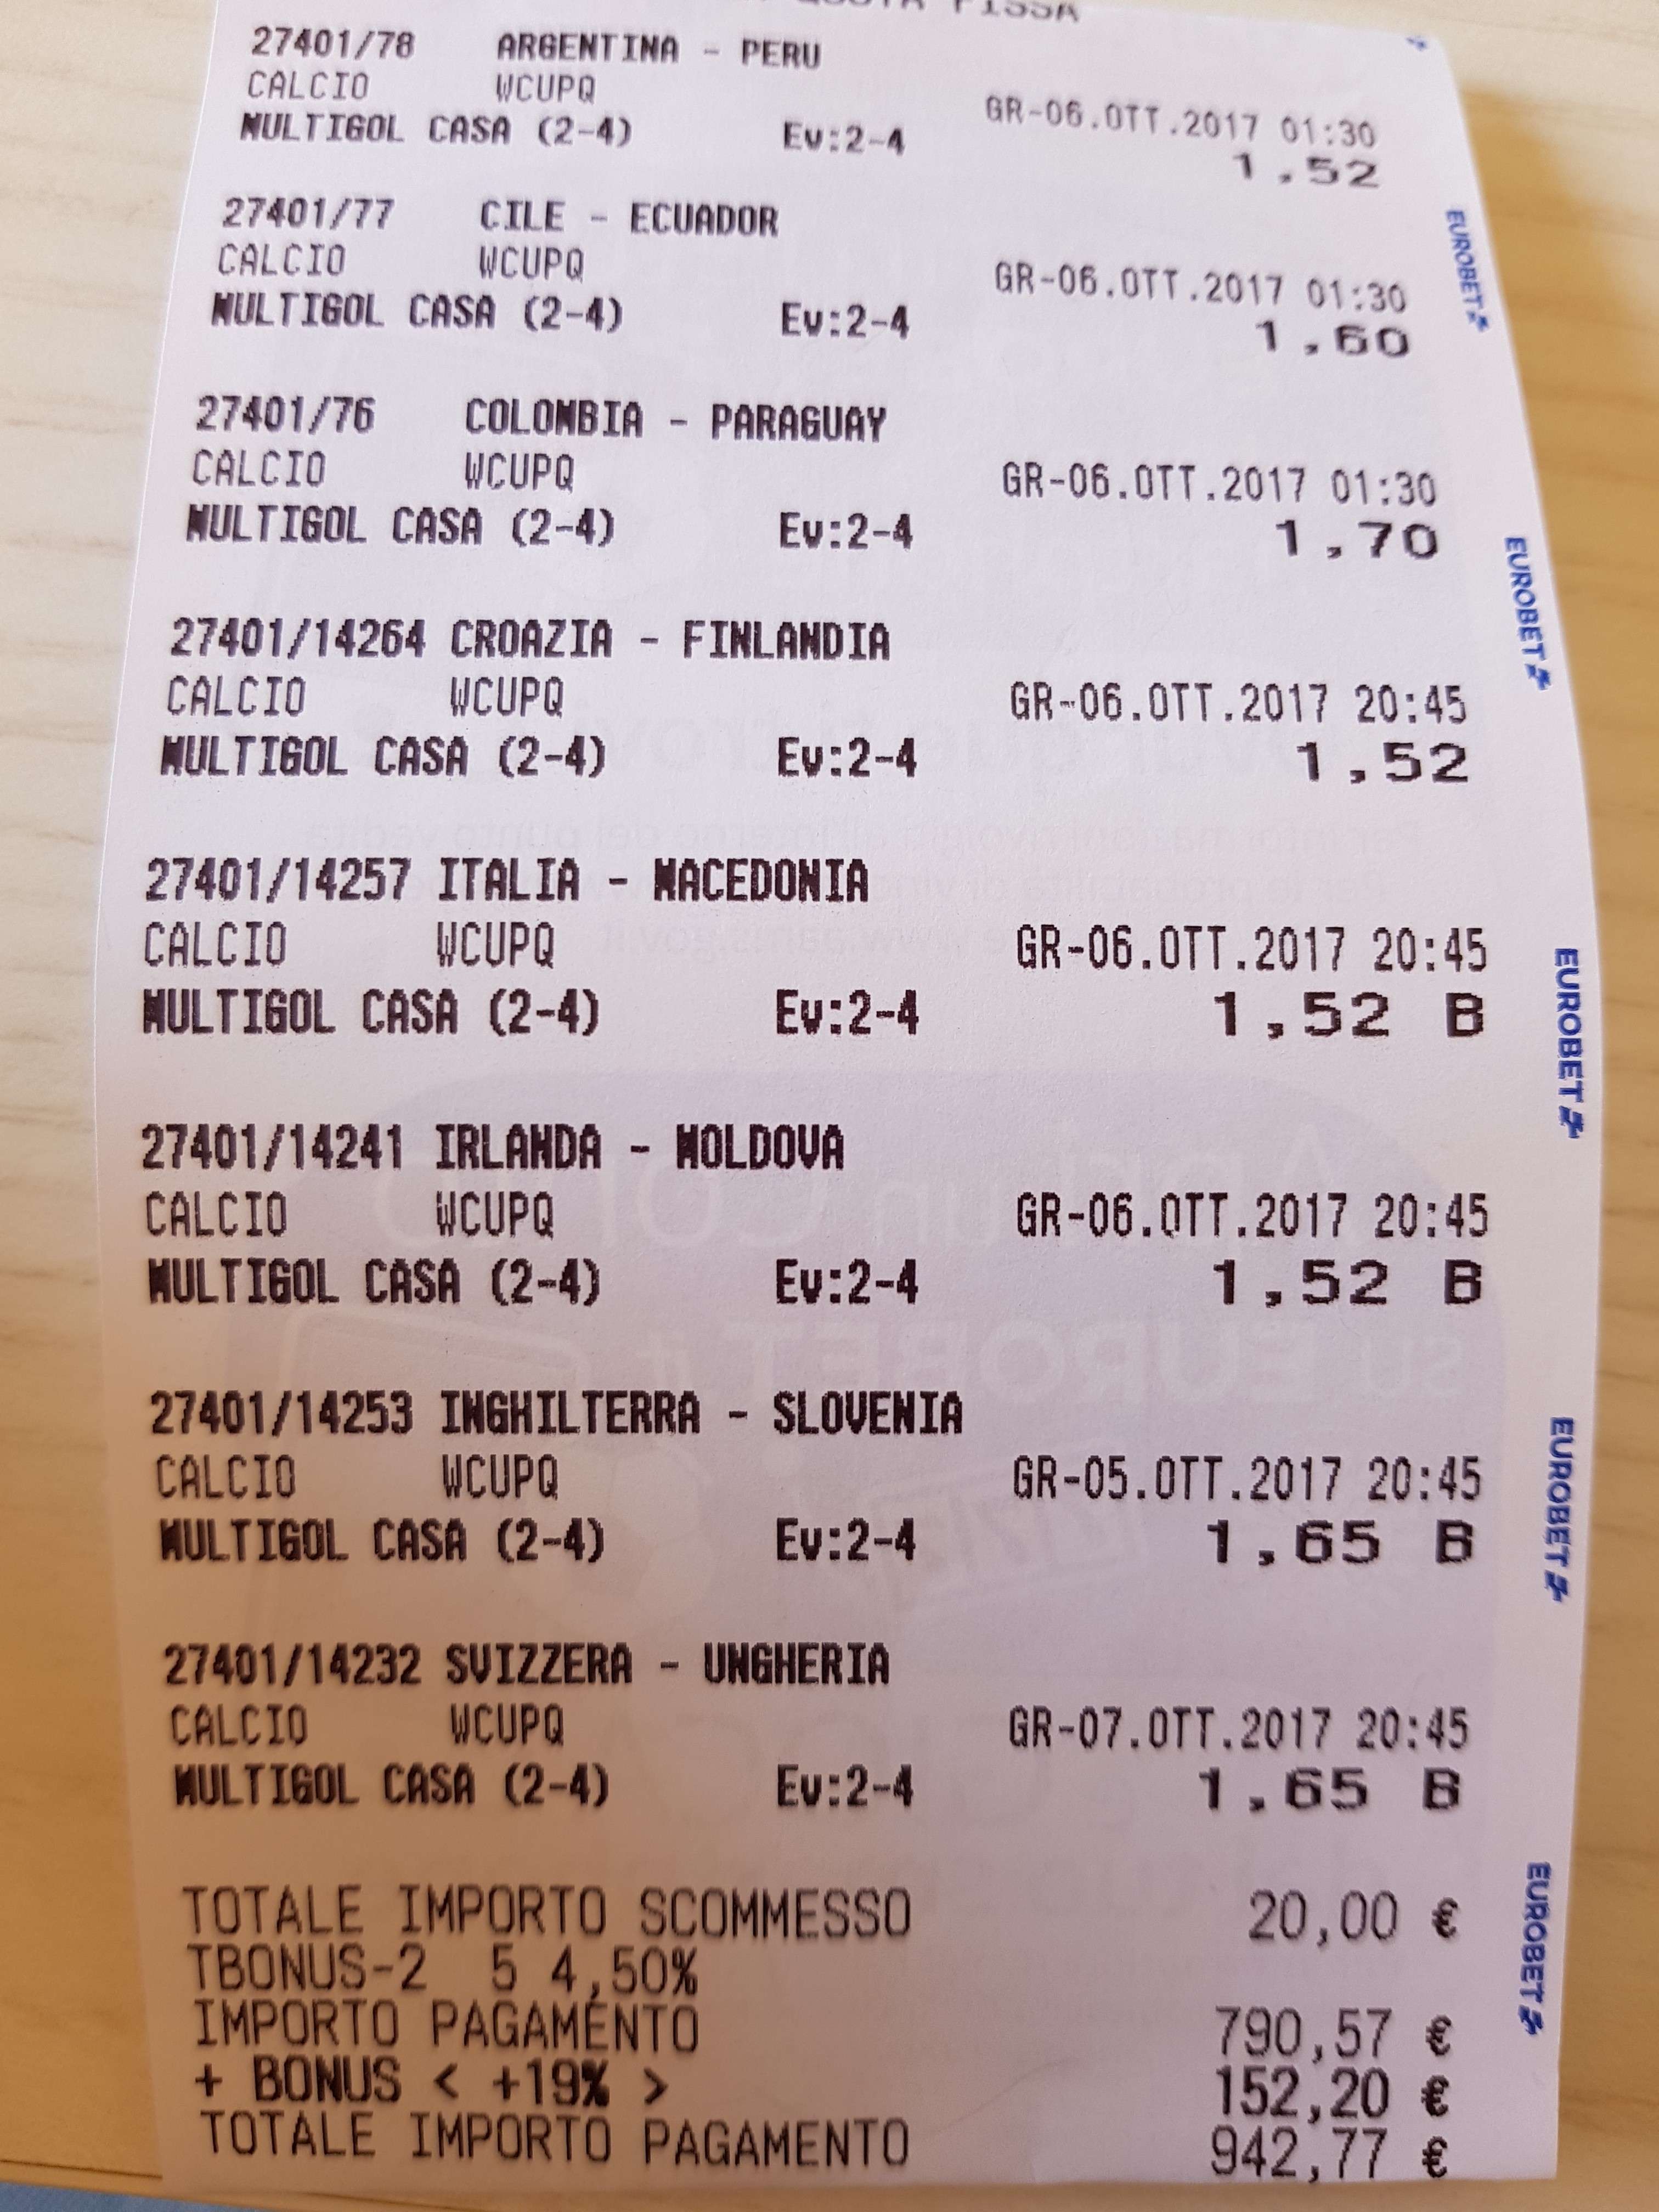 QUOTA FISSA
27401/78 ARGENTINA - PERU
CALCIO WCUPQ GR-06.OTT.2017 01:30
MULTIGOL CASA (2-4) Ev:2-4 1,52
27401/77 CILE - ECUADOR
CALCIO WCUPQ GR-06.OTT.2017 01:30
MULTIGOL CASA (2-4) Ev:2-4 1,60
27401/76 COLOMBIA - PARAGUAY
CALCIO WCUPQ GR-06.OTT.2017 01:30
MULTIGOL CASA (2-4) Ev:2-4 1,70
27401/14264 CROAZIA - FINLANDIA
CALCIO WCUPQ GR-06.OTT.2017 20:45
MULTIGOL CASA (2-4) Ev:2-4 1,52
27401/14257 ITALIA - MACEDONIA
CALCIO WCUPQ GR-06.OTT.2017 20:45
MULTIGOL CASA (2-4) Ev:2-4 1,52 B
27401/14241 IRLANDA - MOLDOVA
CALCIO WCUPQ GR-06.OTT.2017 20:45
MULTIGOL CASA (2-4) Ev:2-4 1,52 B
27401/14253 INGHILTERRA - SLOVENIA
CALCIO WCUPQ GR-05.OTT.2017 20:45
MULTIGOL CASA (2-4) Ev:2-4 1,65 B
27401/14232 SVIZZERA - UNGHERIA
CALCIO WCUPQ GR-07.OTT.2017 20:45
MULTIGOL CASA (2-4) Ev:2-4 1,65 B
TOTALE IMPORTO SCOMMESSO 20,00 €
TBONUS-2 5 4,50%
IMPORTO PAGAMENTO 790,57 €
+ BONUS < +19% > 152,20 €
TOTALE IMPORTO PAGAMENTO 942,77 €
EUROBET
EUROBET
EUROBET
EUROBET
EUROBET